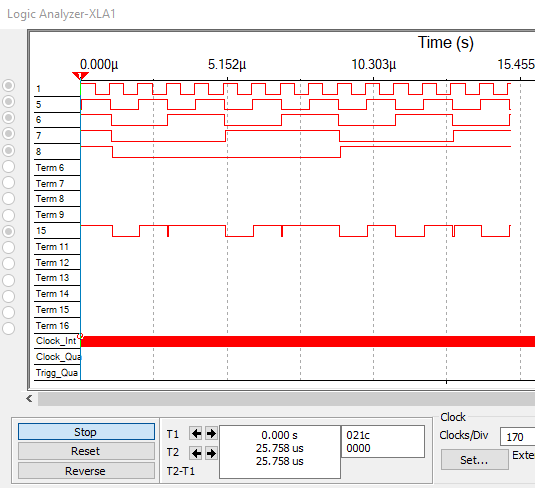 Logic Analyzer-XLA1
Time (s)
0.000µ 5.152µ 10.303µ 15.455
1
5
6
7
8
Term 6
Term 7
Term 8
Term 9
15
Term 11
Term 12
Term 13
Term 14
Term 15
Term 16
Clock_Int
Clock_Qua
Trigg_Qua
Stop
Reset
Reverse
T1
T2
T2-T1
0.000 s
25.758 us
25.758 us
021c
0000
Clock
Clocks/Div 170
Set... Exte